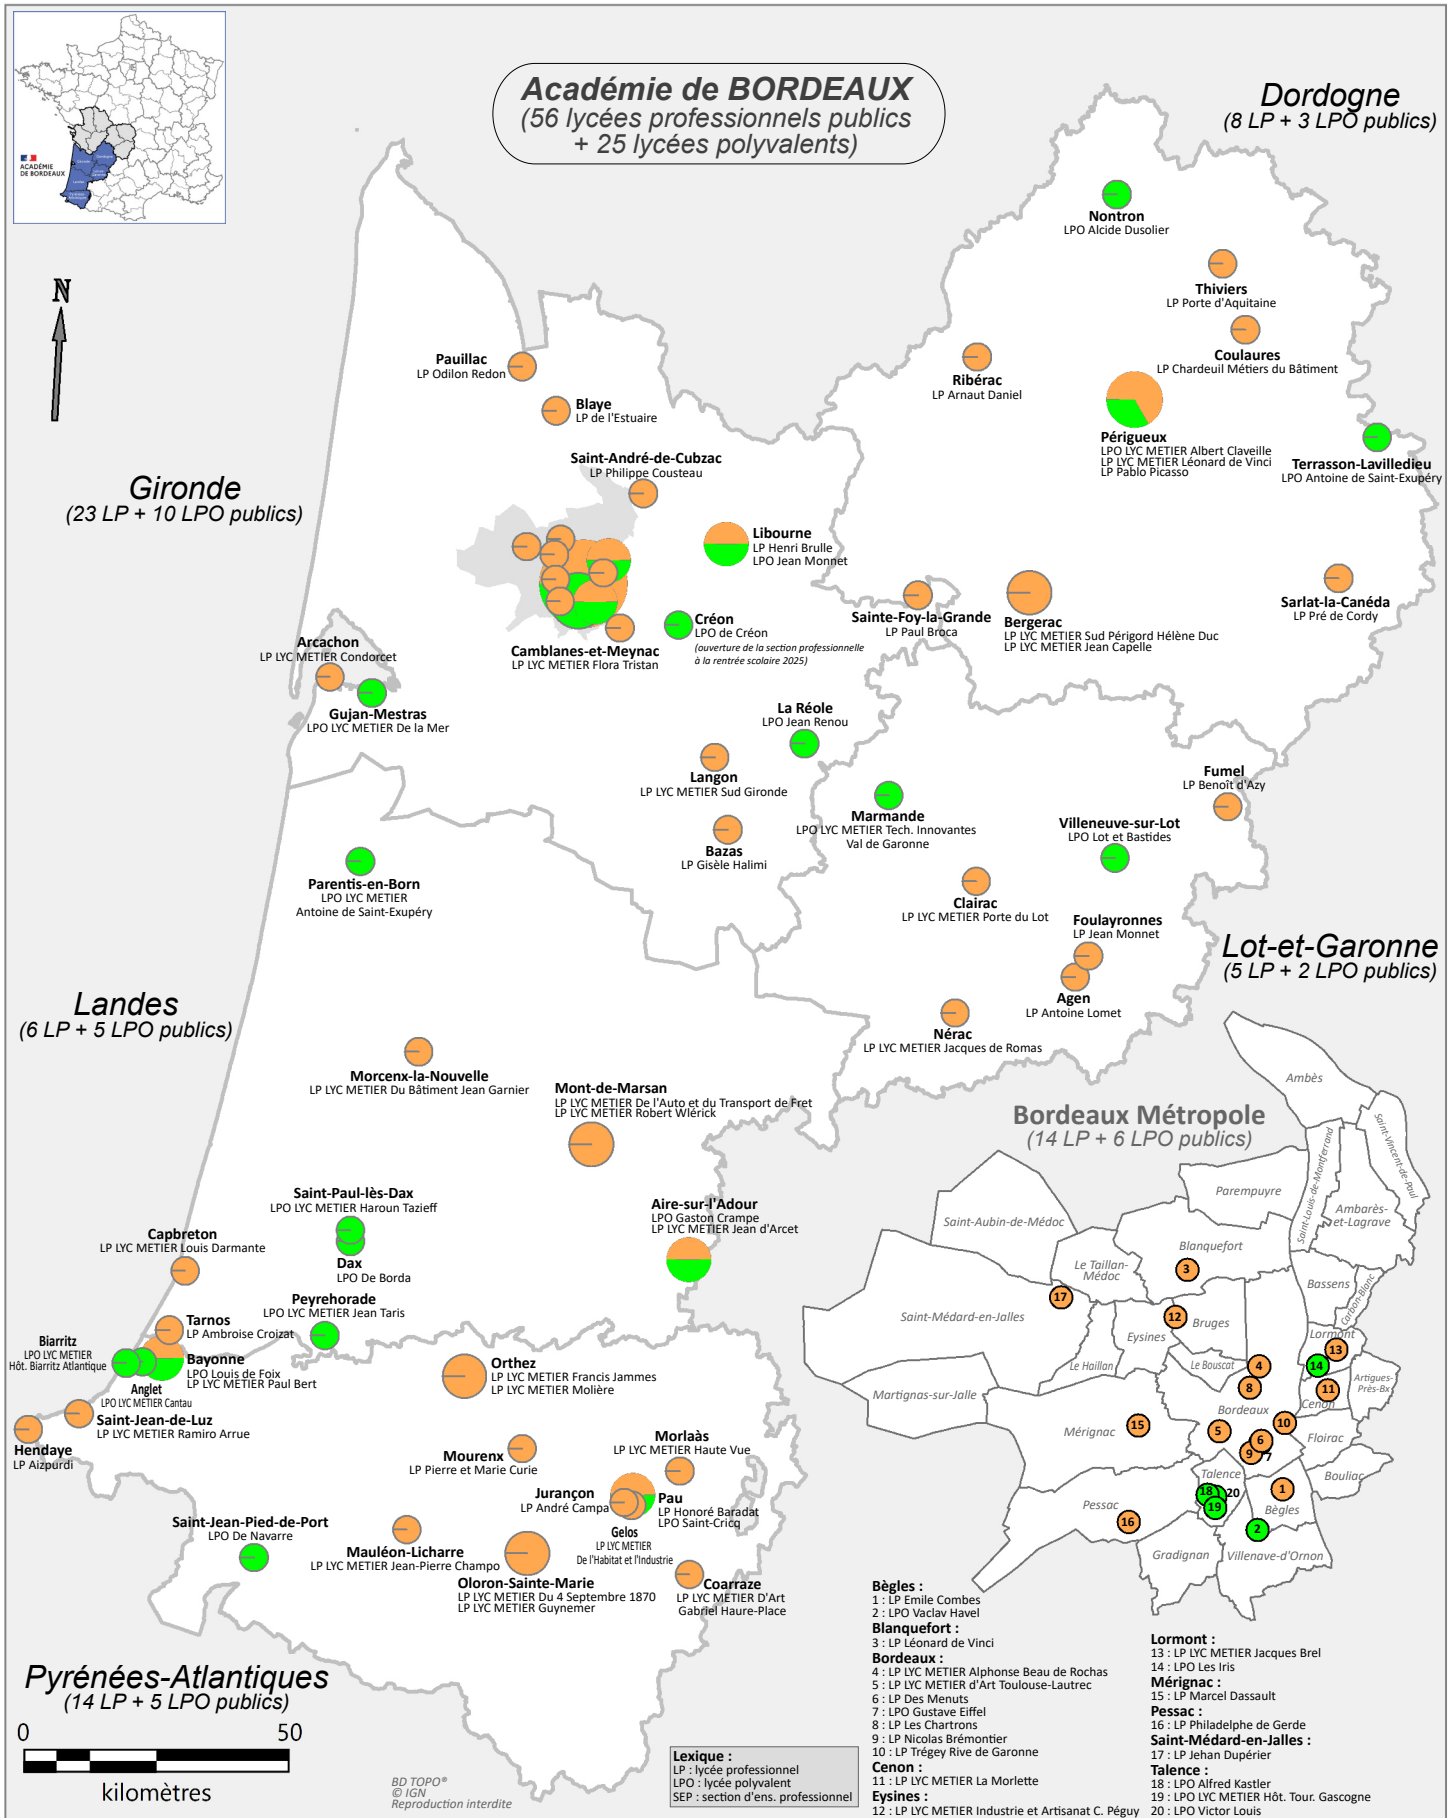 ACADÉMIE
DE BORDEAUX
Académie de BORDEAUX
(56 lycées professionnels publics
+ 25 lycées polyvalents)
Dordogne
(8 LP + 3 LPO publics)
N
Nontron
LPO Alcide Dusolier
Thiviers
LP Porte d'Aquitaine
Coulaures
LP Chardeuil Métiers du Bâtiment
Ribérac
LP Arnaut Daniel
Périgueux
LPO LYC METIER Albert Claveille
LP LYC METIER Léonard de Vinci
LP Pablo Picasso
Terrasson-Lavilledieu
LPO Antoine de Saint-Exupéry
Sarlat-la-Canéda
LP Pré de Cordy
Bergerac
LP LYC METIER Sud Périgord Hélène Duc
LP LYC METIER Jean Capelle
Gironde
(23 LP + 10 LPO publics)
Pauillac
LP Odilon Redon
Blaye
LP de l'Estuaire
Saint-André-de-Cubzac
LP Philippe Cousteau
Libourne
LP Henri Brulle
LPO Jean Monnet
Sainte-Foy-la-Grande
LP Paul Broca
Créon
LPO de Créon
(ouverture de la section professionnelle
à la rentrée scolaire 2025)
Camblanes-et-Meynac
LP LYC METIER Flora Tristan
Arcachon
LP LYC METIER Condorcet
Gujan-Mestras
LPO LYC METIER De la Mer
La Réole
LPO Jean Renou
Langon
LP LYC METIER Sud Gironde
Bazas
LP Gisèle Halimi
Fumel
LP Benoît d'Azy
Marmande
LPO LYC METIER Tech. Innovantes
Val de Garonne
Villeneuve-sur-Lot
LPO Lot et Bastides
Clairac
LP LYC METIER Porte du Lot
Foulayronnes
LP Jean Monnet
Agen
LP Antoine Lomet
Nérac
LP LYC METIER Jacques de Romas
Lot-et-Garonne
(5 LP + 2 LPO publics)
Landes
(6 LP + 5 LPO publics)
Parentis-en-Born
LPO LYC METIER
Antoine de Saint-Exupéry
Morcenx-la-Nouvelle
LP LYC METIER Du Bâtiment Jean Garnier
Mont-de-Marsan
LP LYC METIER De l'Auto et du Transport de Fret
LP LYC METIER Robert Wlérick
Saint-Paul-lès-Dax
LPO LYC METIER Haroun Tazieff
Dax
LPO De Borda
Aire-sur-l'Adour
LPO Gaston Crampe
LP LYC METIER Jean d'Arcet
Capbreton
LP LYC METIER Louis Darmante
Peyrehorade
LPO LYC METIER Jean Taris
Tarnos
LP Ambroise Croizat
Biarritz
LPO LYC METIER
Hôt. Biarritz Atlantique
Bayonne
LPO Louis de Foix
LP LYC METIER Paul Bert
Anglet
LPO LYC METIER Cantau
Saint-Jean-de-Luz
LP LYC METIER Ramiro Arrue
Hendaye
LP Aizpurdi
Orthez
LP LYC METIER Francis Jammes
LP LYC METIER Molière
Mourenx
LP Pierre et Marie Curie
Morlaàs
LP LYC METIER Haute Vue
Jurançon
LP André Campa
Pau
LP Honoré Baradat
LPO Saint-Cricq
Gelos
LP LYC METIER
De l'Habitat et l'Industrie
Saint-Jean-Pied-de-Port
LPO De Navarre
Mauléon-Licharre
LP LYC METIER Jean-Pierre Champo
Oloron-Sainte-Marie
LP LYC METIER Du 4 Septembre 1870
LP LYC METIER Guynemer
Coarraze
LP LYC METIER D'Art
Gabriel Haure-Place
Pyrénées-Atlantiques
(14 LP + 5 LPO publics)
0 50
kilomètres
BD TOPO®
© IGN
Reproduction interdite
Lexique :
LP : lycée professionnel
LPO : lycée polyvalent
SEP : section d'ens. professionnel
Bordeaux Métropole
(14 LP + 6 LPO publics)
Ambès
Saint-Vincent-de-Paul
Saint-Louis-de-Montferrand
Ambarès-
et-Lagrave
Parempuyre
Saint-Aubin-de-Médoc
Blanquefort
3
Le Taillan-
Médoc
Bassens
Carbon-Blanc
17
Saint-Médard-en-Jalles
12
Eysines
Bruges
Lormont
13
14
Le Haillan
Le Bouscat
4
Artigues-
Près-Bx
Martignas-sur-Jalle
8
11
Cenon
Bordeaux
10
Mérignac
15
5
6
9
7
Floirac
Talence
Bouliac
18
20
19
1
Bègles
Pessac
16
2
Gradignan
Villenave-d'Ornon
Bègles :
1 : LP Emile Combes
2 : LPO Vaclav Havel
Blanquefort :
3 : LP Léonard de Vinci
Bordeaux :
4 : LP LYC METIER Alphonse Beau de Rochas
5 : LP LYC METIER d'Art Toulouse-Lautrec
6 : LP Des Menuts
7 : LPO Gustave Eiffel
8 : LP Les Chartrons
9 : LP Nicolas Brémontier
10 : LP Trégey Rive de Garonne
Cenon :
11 : LP LYC METIER La Morlette
Eysines :
12 : LP LYC METIER Industrie et Artisanat C. Péguy
Lormont :
13 : LP LYC METIER Jacques Brel
14 : LPO Les Iris
Mérignac :
15 : LP Marcel Dassault
Pessac :
16 : LP Philadelphe de Gerde
Saint-Médard-en-Jalles :
17 : LP Jehan Dupérier
Talence :
18 : LPO Alfred Kastler
19 : LPO LYC METIER Hôt. Tour. Gascogne
20 : LPO Victor Louis